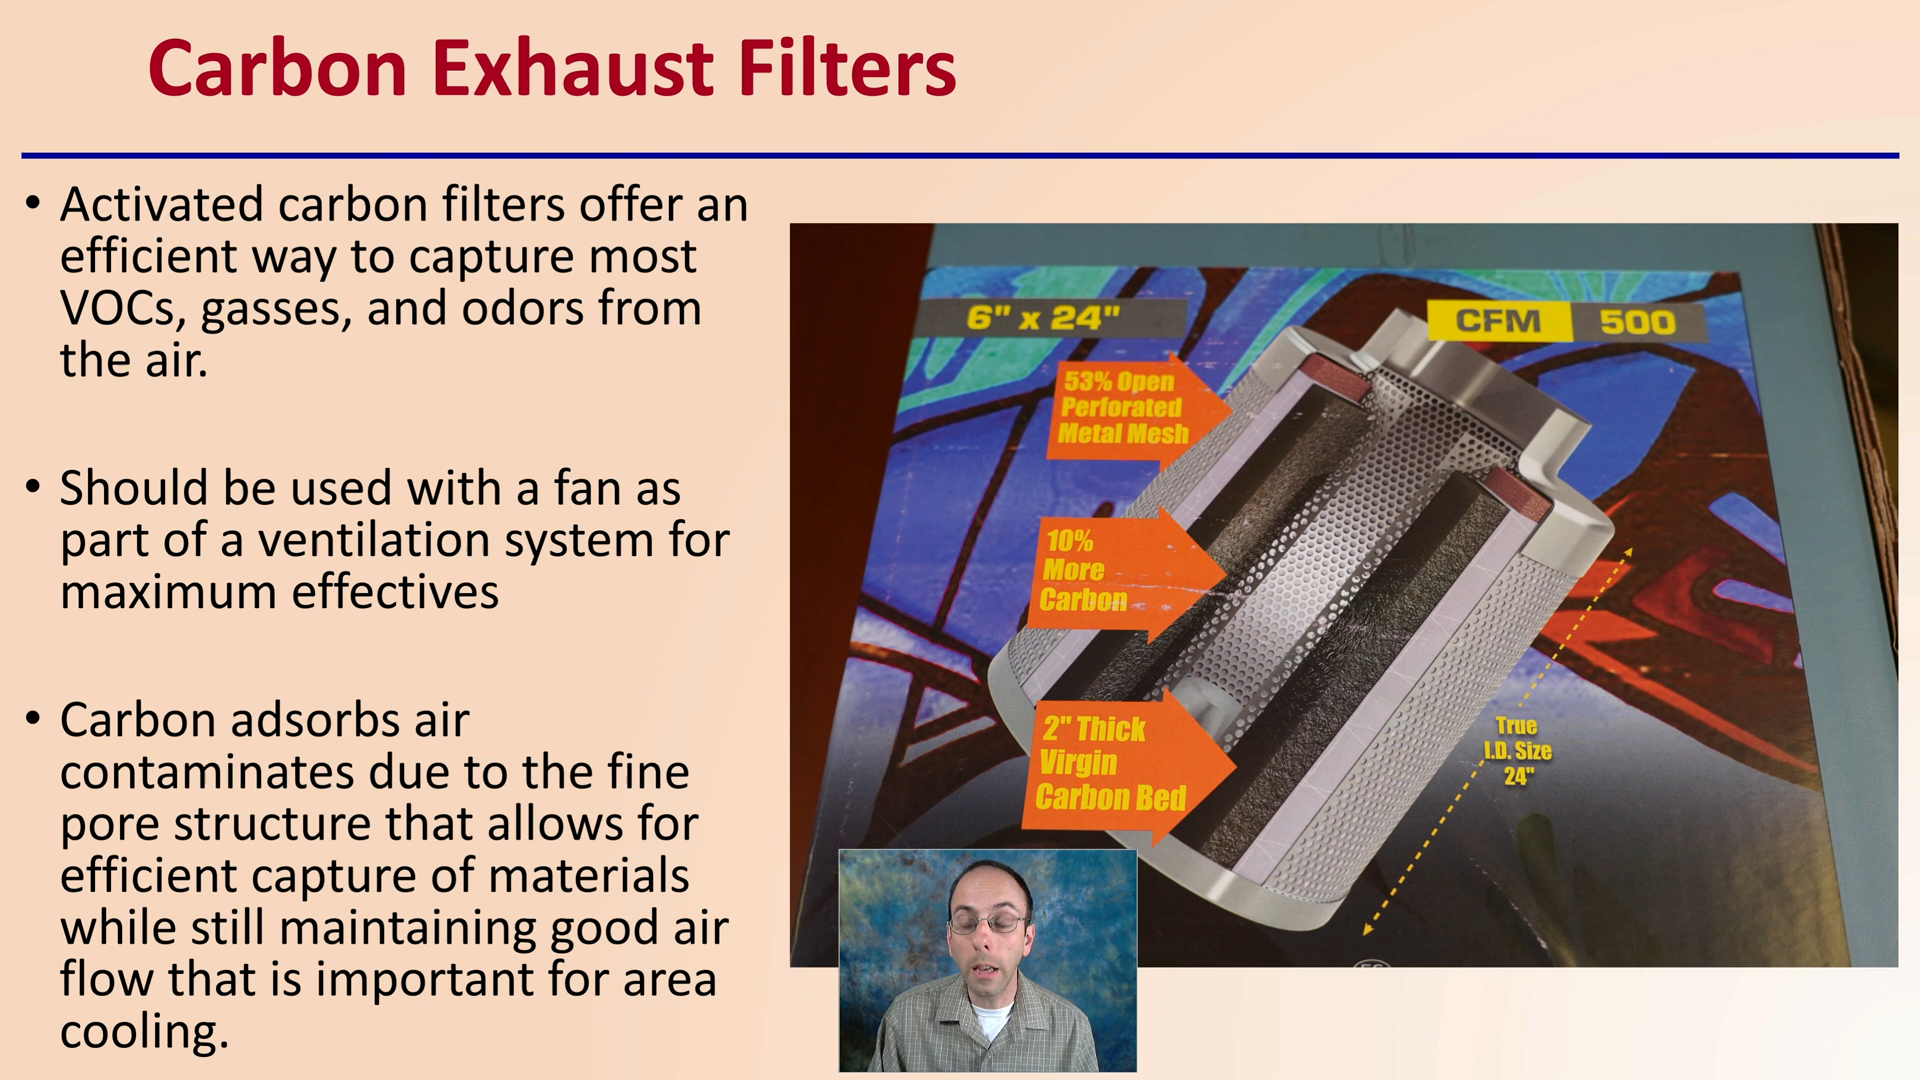 Carbon Exhaust Filters
• Activated carbon filters offer an
efficient way to capture most
VOCs, gasses, and odors from
the air.
• Should be used with a fan as
part of a ventilation system for
maximum effectives
• Carbon adsorbs air
contaminates due to the fine
pore structure that allows for
efficient capture of materials
while still maintaining good air
flow that is important for area
cooling.
6" x 24"
CFM 500
53% Open
Perforated
Metal Mesh
10%
More
Carbon
2" Thick
Virgin
Carbon Bed
True
I.D. Size
24"